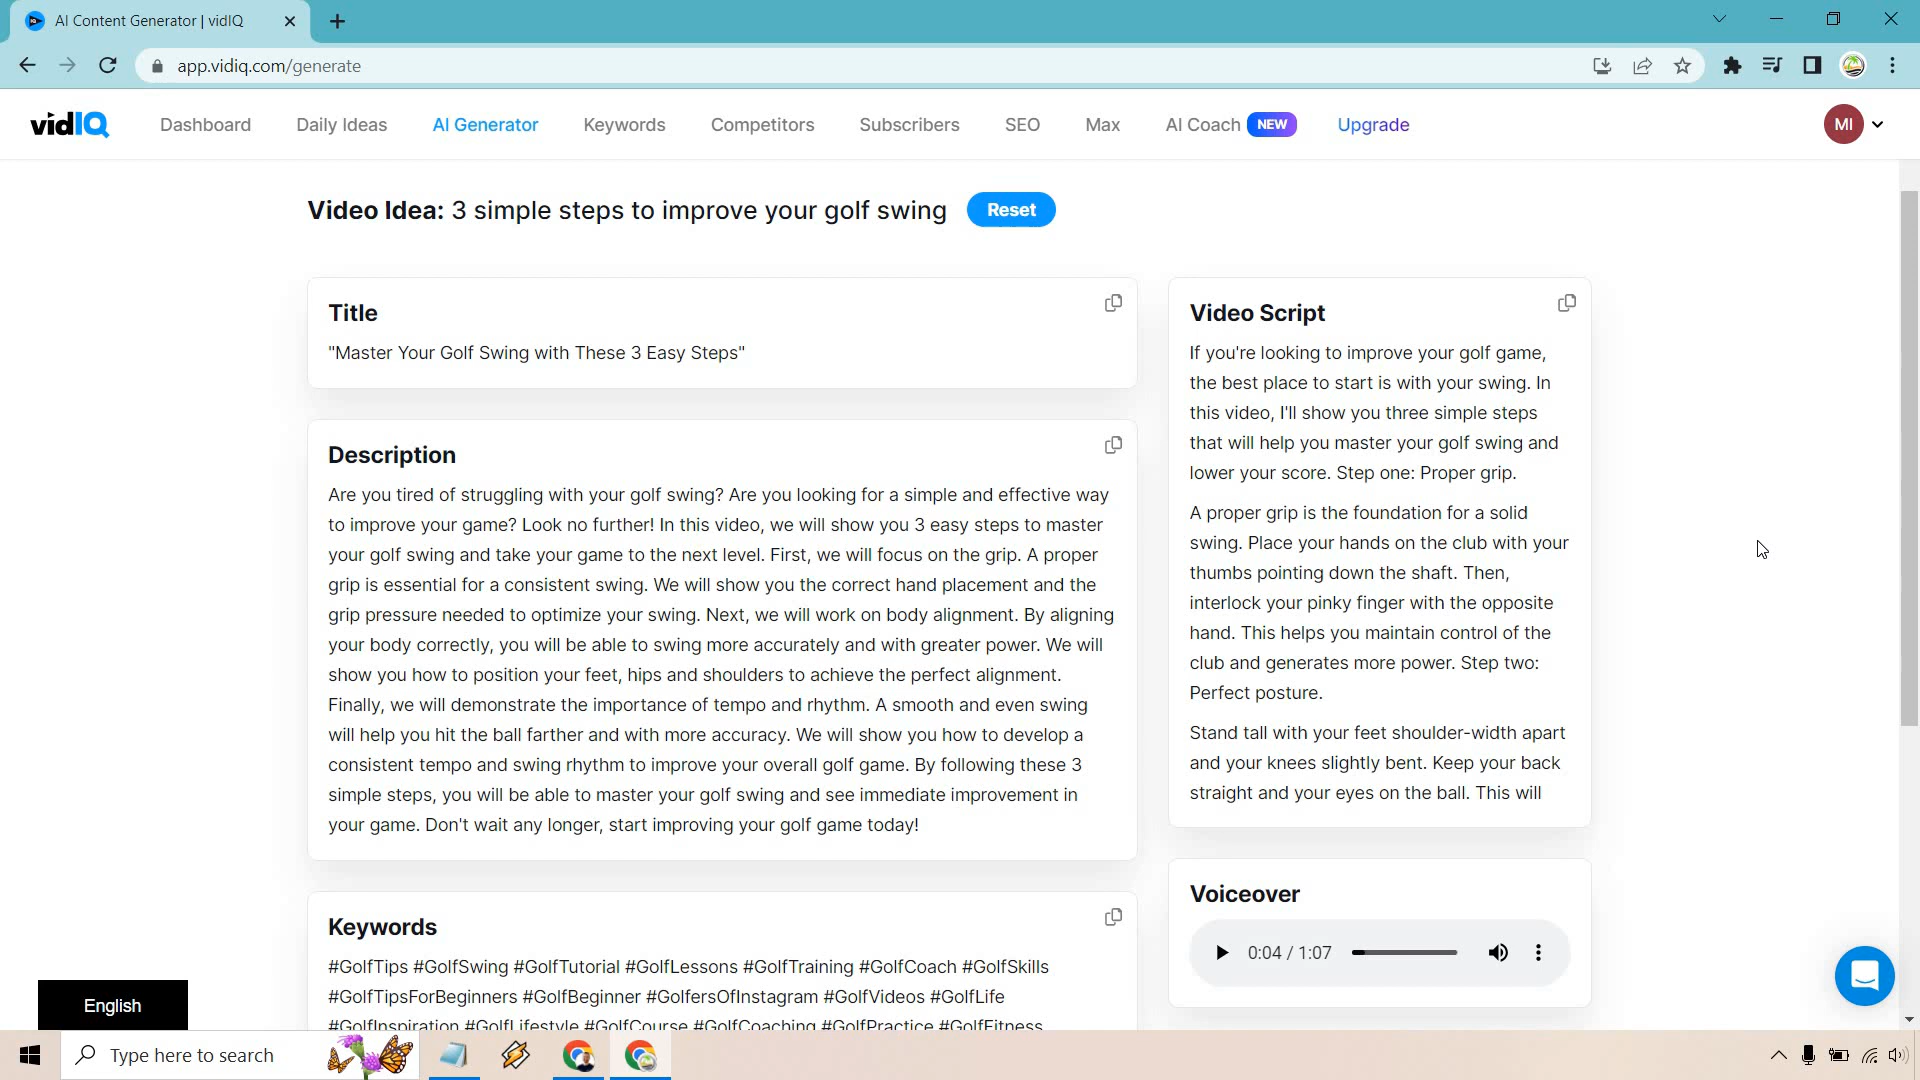 AI Content Generator | vidIQ
app.vidiq.com/generate
vidIQ
Dashboard
Daily Ideas
AI Generator
Keywords
Competitors
Subscribers
SEO
Max
AI Coach NEW
Upgrade
MI
Video Idea: 3 simple steps to improve your golf swing
Reset
Title
"Master Your Golf Swing with These 3 Easy Steps"
Description
Are you tired of struggling with your golf swing? Are you looking for a simple and effective way
to improve your game? Look no further! In this video, we will show you 3 easy steps to master
your golf swing and take your game to the next level. First, we will focus on the grip. A proper
grip is essential for a consistent swing. We will show you the correct hand placement and the
grip pressure needed to optimize your swing. Next, we will work on body alignment. By aligning
your body correctly, you will be able to swing more accurately and with greater power. We will
show you how to position your feet, hips and shoulders to achieve the perfect alignment.
Finally, we will demonstrate the importance of tempo and rhythm. A smooth and even swing
will help you hit the ball farther and with more accuracy. We will show you how to develop a
consistent tempo and swing rhythm to improve your overall golf game. By following these 3
simple steps, you will be able to master your golf swing and see immediate improvement in
your game. Don't wait any longer, start improving your golf game today!
Keywords
#GolfTips #GolfSwing #GolfTutorial #GolfLessons #GolfTraining #GolfCoach #GolfSkills
#GolfTipsForBeginners #GolfBeginner #GolfersOfInstagram #GolfVideos #GolfLife
#GolfInspiration #GolfLifestyle #GolfCourse #GolfCoaching #GolfPractice #GolfFitness
Video Script
If you're looking to improve your golf game,
the best place to start is with your swing. In
this video, I'll show you three simple steps
that will help you master your golf swing and
lower your score. Step one: Proper grip.
A proper grip is the foundation for a solid
swing. Place your hands on the club with your
thumbs pointing down the shaft. Then,
interlock your pinky finger with the opposite
hand. This helps you maintain control of the
club and generates more power. Step two:
Perfect posture.
Stand tall with your feet shoulder-width apart
and your knees slightly bent. Keep your back
straight and your eyes on the ball. This will
Voiceover
0:04 / 1:07
English
Type here to search